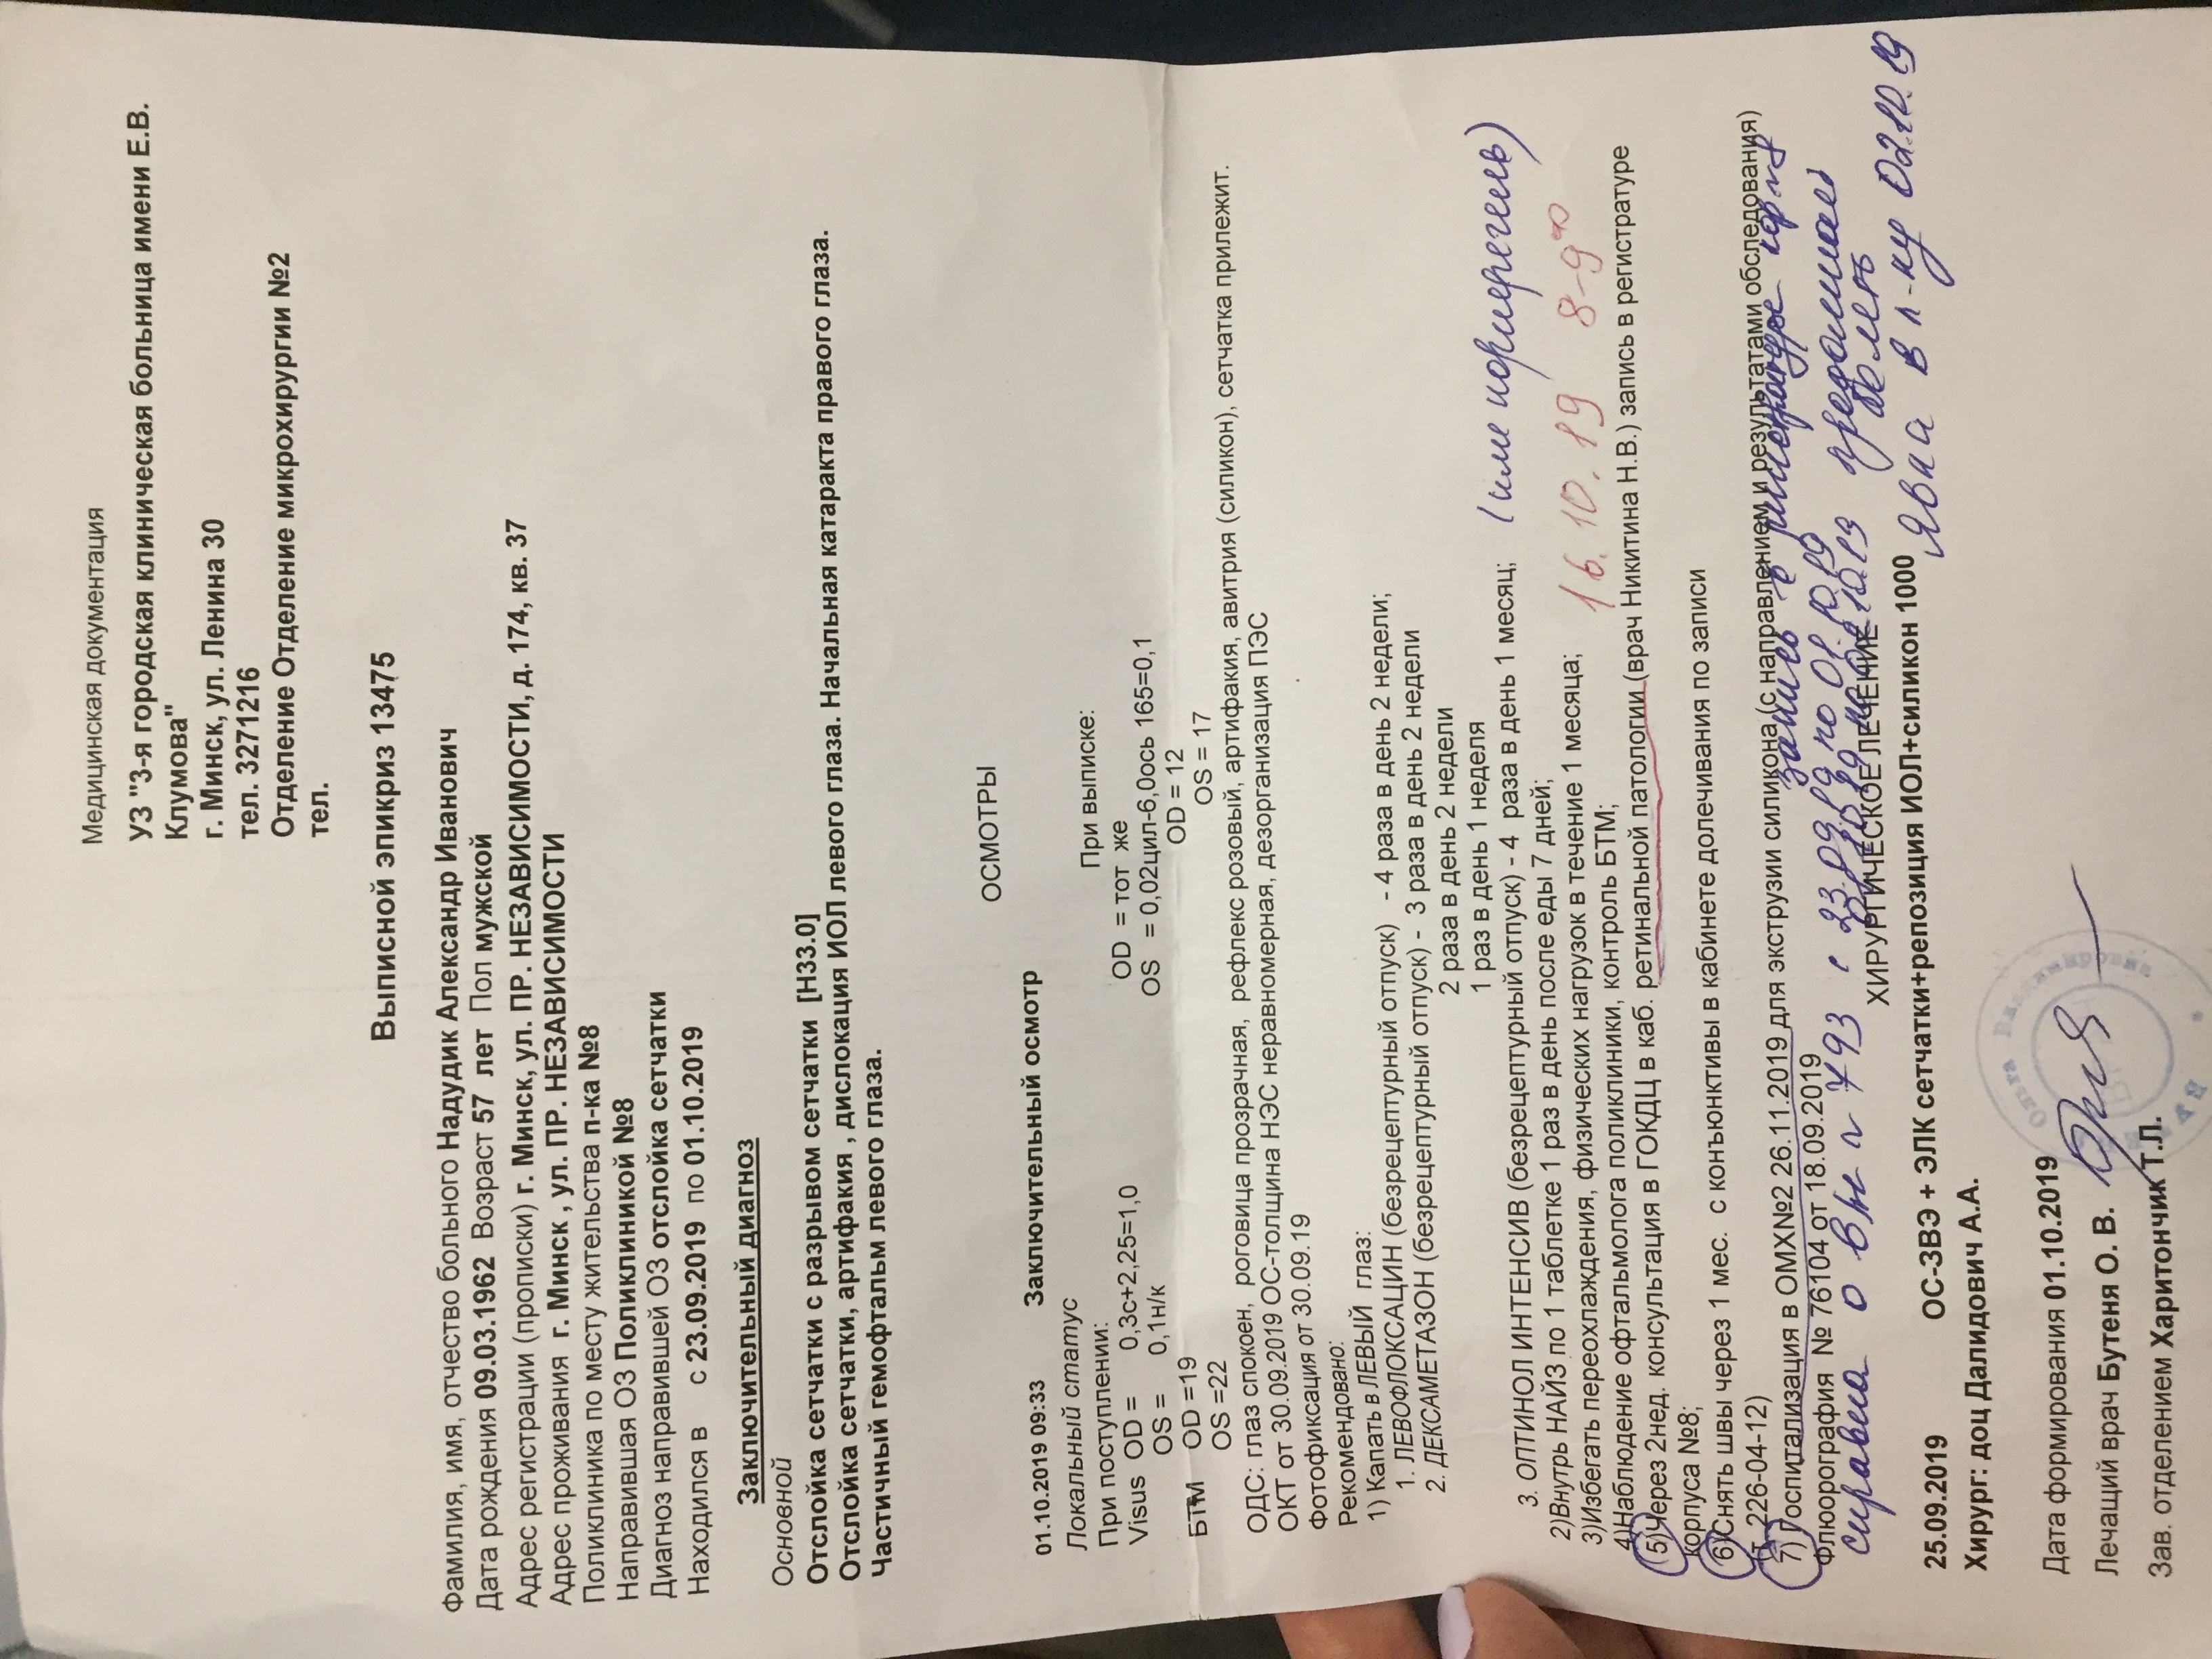 Медицинская документация
УЗ "3-я городская клиническая больница имени Е.В.
Клумова"
г. Минск, ул. Ленина 30
тел. 3271216
Отделение Отделение микрохирургии №2
тел.
Выписной эпикриз 13475
Фамилия, имя, отчество больного Надудик Александр Иванович
Дата рождения 09.03.1962 Возраст 57 лет Пол мужской
Адрес регистрации (прописки) г. Минск, ул. ПР. НЕЗАВИСИМОСТИ, д. 174, кв. 37
Адрес проживания г. Минск , ул. ПР. НЕЗАВИСИМОСТИ
Поликлиника по месту жительства п-ка №8
Направившая ОЗ Поликлиникой №8
Диагноз направившей ОЗ отслойка сетчатки
Находился в с 23.09.2019 по 01.10.2019
Заключительный диагноз
Основной
Отслойка сетчатки с разрывом сетчатки [H33.0]
Отслойка сетчатки, артифакия , дислокация ИОЛ левого глаза. Начальная катаракта правого глаза.
Частичный гемофтальм левого глаза.
ОСМОТРЫ
01.10.2019 09:33 Заключительный осмотр
Локальный статус
При поступлении: При выписке:
Visus OD = 0,3с+2,25=1,0 OD = тот же
OS = 0,1н/к OS = 0,02цил-6,0ось 165=0,1
БТМ OD =19 OD = 12
OS =22 OS = 17
ОДС: глаз спокоен, роговица прозрачная, рефлекс розовый, артифакия, авитрия (силикон), сетчатка прилежит.
ОКТ от 30.09.2019 ОС-толщина НЭС неравномерная, дезорганизация ПЭС
Фотофиксация от 30.09.19
Рекомендовано:
1) Капать в ЛЕВЫЙ глаз:
1. ЛЕВОФЛОКСАЦИН (безрецептурный отпуск) - 4 раза в день 2 недели;
2. ДЕКСАМЕТАЗОН (безрецептурный отпуск) - 3 раза в день 2 недели
2 раза в день 2 недели
1 раз в день 1 неделя
3. ОПТИНОЛ ИНТЕНСИВ (безрецептурный отпуск) - 4 раза в день 1 месяц; (или корнерегель)
2)Внутрь НАЙЗ по 1 таблетке 1 раз в день после еды 7 дней;
3)Избегать переохлаждения, физических нагрузок в течение 1 месяца; 16.10.19 8-9⁰⁰
4)Наблюдение офтальмолога поликлиники, контроль БТМ;
5)Через 2нед. консультация в ГОКДЦ в каб. ретинальной патологии (врач Никитина Н.В.) запись в регистратуре
корпуса №8;
6)Снять швы через 1 мес. с конъюнктивы в кабинете долечивания по записи
(т. 226-04-12)
7) Госпитализация в ОМХ№2 26.11.2019 для экструзии силикона (с направлением и результатами обследования)
запись в регистратуре кор №8
Флюорография № 76104 от 18.09.2019
справка о в/н № 793 с 23.09.19 по 01.10.19 продолжает
01.10.19 по 02.10.19 болеть
ХИРУРГИЧЕСКОЕ ЛЕЧЕНИЕ
25.09.2019 ОС-ЗВЭ + ЭЛК сетчатки+репозиция ИОЛ+силикон 1000 Явка в п-ку 02.10.19
Хирург: доц Далидович А.А.
Дата формирования 01.10.2019
Лечащий врач Бутеня О. В.
Зав. отделением Харитончик Т.Л.
Ольга Владимировна